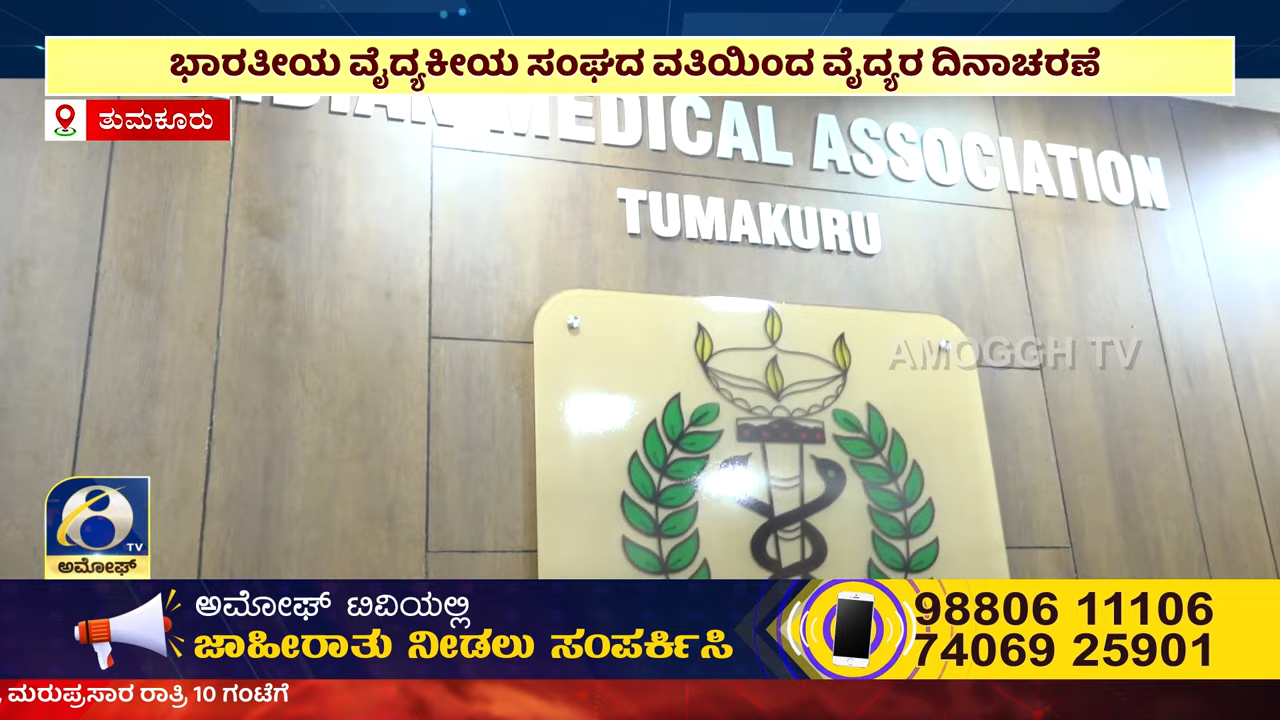 ಭಾರತೀಯ ವೈದ್ಯಕೀಯ ಸಂಘದ ವತಿಯಿಂದ ವೈದ್ಯರ ದಿನಾಚರಣೆ
ತುಮಕೂರು
INDIAN MEDICAL ASSOCIATION
TUMAKURU
AMOGGH TV
TV
ಅಮೋಘ್
ಅಮೋಘ್ ಟಿವಿಯಲ್ಲಿ
ಜಾಹೀರಾತು ನೀಡಲು ಸಂಪರ್ಕಿಸಿ
98806 11106
74069 25901
, ಮರುಪ್ರಸಾರ ರಾತ್ರಿ 10 ಗಂಟೆಗೆ